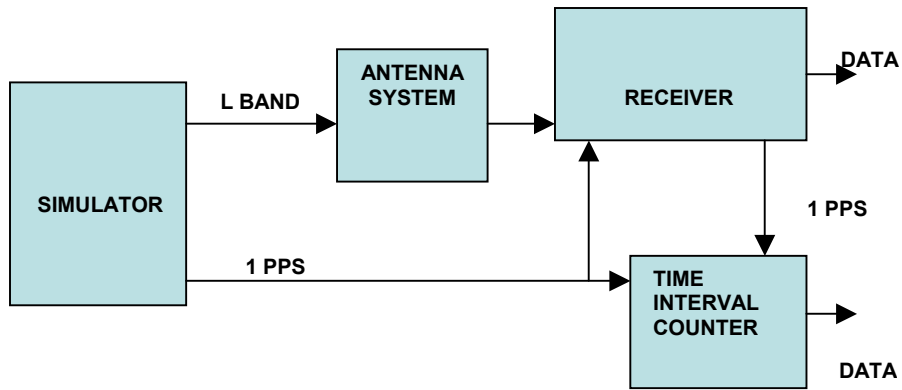 ANTENNA
SYSTEM
DATA
L BAND
RECEIVER
SIMULATOR
1 PPS
1 PPS
TIME
INTERVAL
COUNTER
DATA